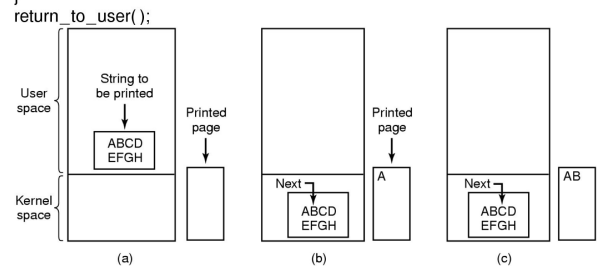 }
return_to_user( );
String to
be printed
User
space
Printed
page
Printed
page
ABCD
EFGH
A
AB
Next
Next
Kernel
space
ABCD
EFGH
ABCD
EFGH
(a)
(b)
(c)